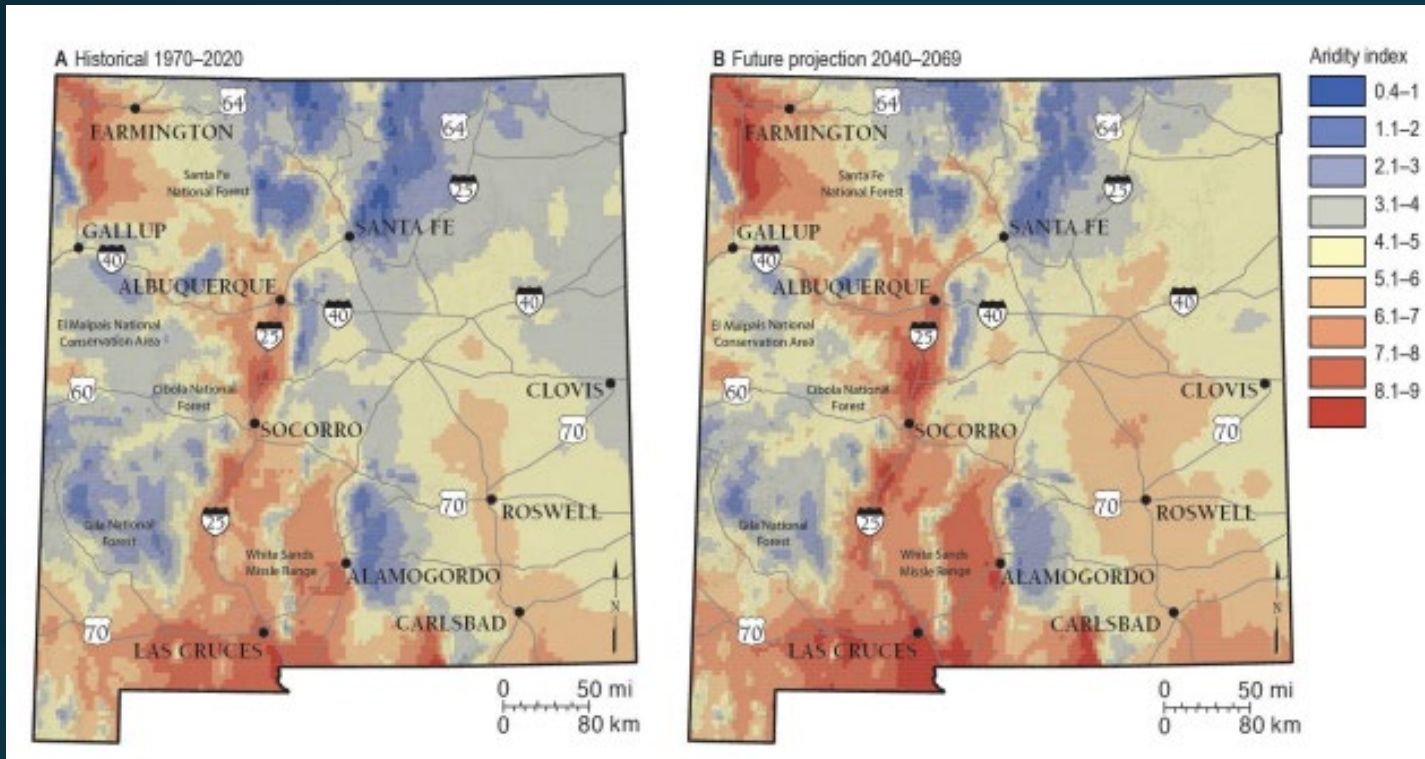 A Historical 1970–2020
64
FARMINGTON
64
Santa Fe
National Forest
25
GALLUP
SANTA FE
40
ALBUQUERQUE
40
40
El Malpais National
Conservation Area
25
60
Cibola National
Forest
CLOVIS
SOCORRO
70
70
ROSWELL
25
Gila National
Forest
White Sands
Missle Range
ALAMOGORDO
N
CARLSBAD
70
LAS CRUCES
0 50 mi
0 80 km
B Future projection 2040–2069
64
FARMINGTON
64
Santa Fe
National Forest
25
GALLUP
SANTA FE
40
ALBUQUERQUE
40
40
El Malpais National
Conservation Area
25
60
Cibola National
Forest
CLOVIS
SOCORRO
70
70
ROSWELL
25
Gila National
Forest
White Sands
Missle Range
ALAMOGORDO
N
CARLSBAD
70
LAS CRUCES
0 50 mi
0 80 km
Aridity index
0.4–1
1.1–2
2.1–3
3.1–4
4.1–5
5.1–6
6.1–7
7.1–8
8.1–9